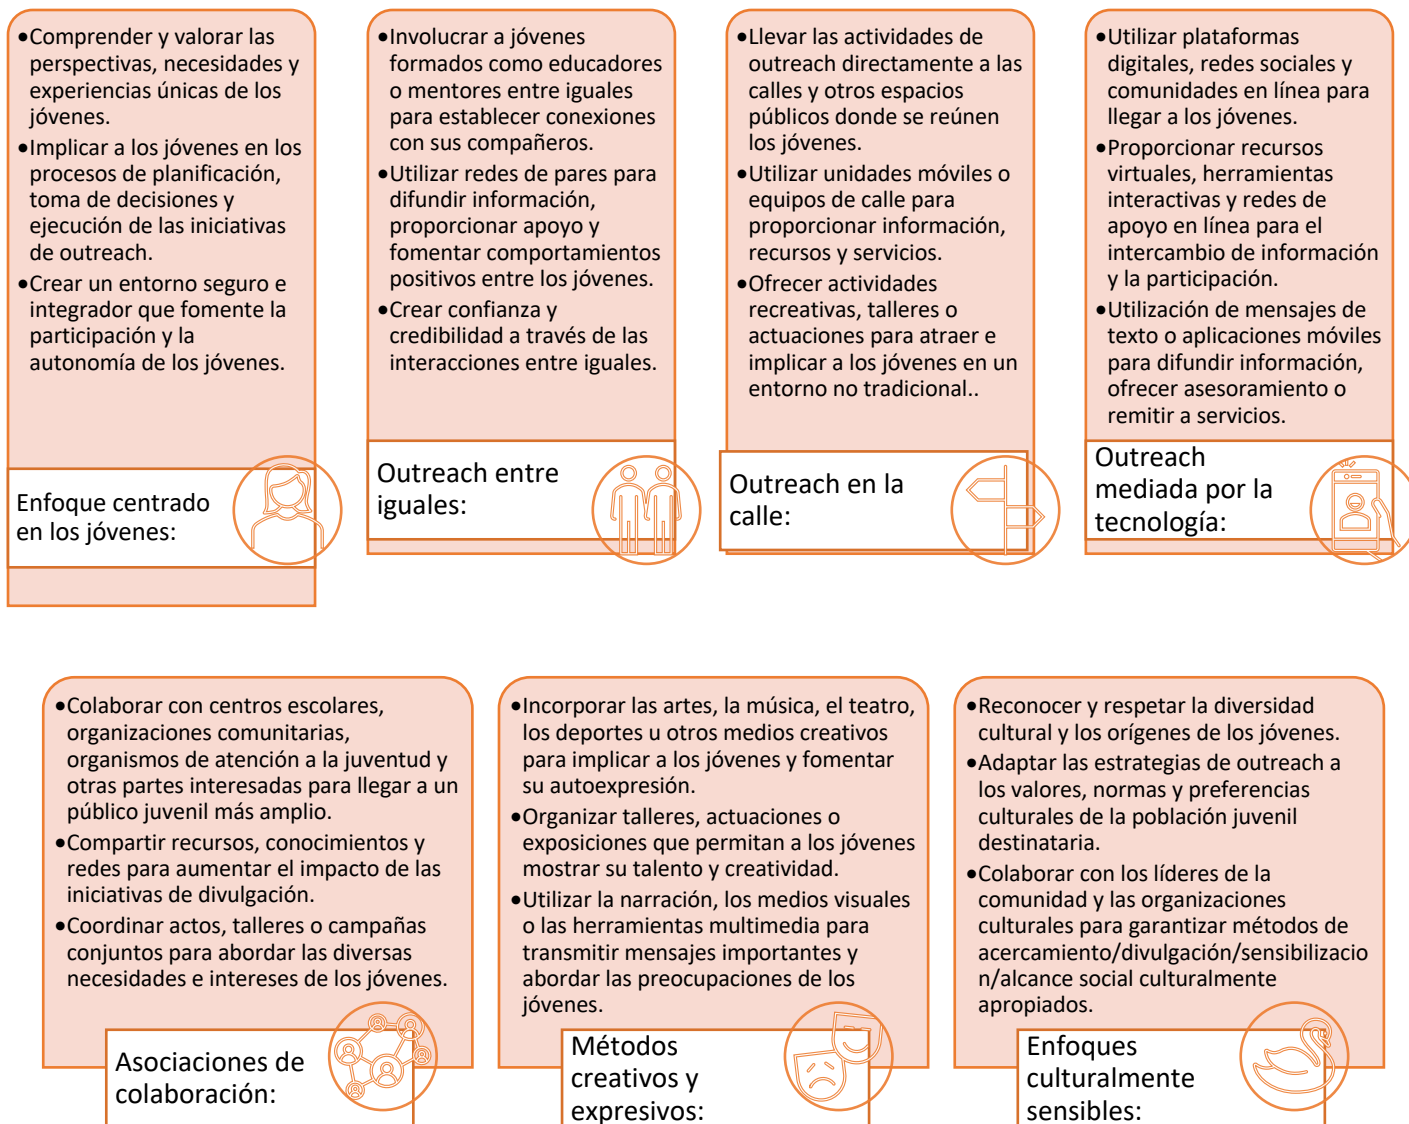 •Comprender y valorar las
perspectivas, necesidades y
experiencias únicas de los
jóvenes.
•Implicar a los jóvenes en los
procesos de planificación,
toma de decisiones y
ejecución de las iniciativas
de outreach.
•Crear un entorno seguro e
integrador que fomente la
participación y la
autonomía de los jóvenes.
Enfoque centrado
en los jóvenes:
•Involucrar a jóvenes
formados como educadores
o mentores entre iguales
para establecer conexiones
con sus compañeros.
•Utilizar redes de pares para
difundir información,
proporcionar apoyo y
fomentar comportamientos
positivos entre los jóvenes.
•Crear confianza y
credibilidad a través de las
interacciones entre iguales.
Outreach entre
iguales:
•Llevar las actividades de
outreach directamente a las
calles y otros espacios
públicos donde se reúnen
los jóvenes.
•Utilizar unidades móviles o
equipos de calle para
proporcionar información,
recursos y servicios.
•Ofrecer actividades
recreativas, talleres o
actuaciones para atraer e
implicar a los jóvenes en un
entorno no tradicional..
Outreach en la
calle:
•Utilizar plataformas
digitales, redes sociales y
comunidades en línea para
llegar a los jóvenes.
•Proporcionar recursos
virtuales, herramientas
interactivas y redes de
apoyo en línea para el
intercambio de información
y la participación.
•Utilización de mensajes de
texto o aplicaciones móviles
para difundir información,
ofrecer asesoramiento o
remitir a servicios.
Outreach
mediada por la
tecnología:
•Colaborar con centros escolares,
organizaciones comunitarias,
organismos de atención a la juventud y
otras partes interesadas para llegar a un
público juvenil más amplio.
•Compartir recursos, conocimientos y
redes para aumentar el impacto de las
iniciativas de divulgación.
•Coordinar actos, talleres o campañas
conjuntos para abordar las diversas
necesidades e intereses de los jóvenes.
Asociaciones de
colaboración:
•Incorporar las artes, la música, el teatro,
los deportes u otros medios creativos
para implicar a los jóvenes y fomentar
su autoexpresión.
•Organizar talleres, actuaciones o
exposiciones que permitan a los jóvenes
mostrar su talento y creatividad.
•Utilizar la narración, los medios visuales
o las herramientas multimedia para
transmitir mensajes importantes y
abordar las preocupaciones de los
jóvenes.
Métodos
creativos y
expresivos:
•Reconocer y respetar la diversidad
cultural y los orígenes de los jóvenes.
•Adaptar las estrategias de outreach a
los valores, normas y preferencias
culturales de la población juvenil
destinataria.
•Colaborar con los líderes de la
comunidad y las organizaciones
culturales para garantizar métodos de
acercamiento/divulgación/sensibilizacio
n/alcance social culturalmente
apropiados.
Enfoques
culturalmente
sensibles: